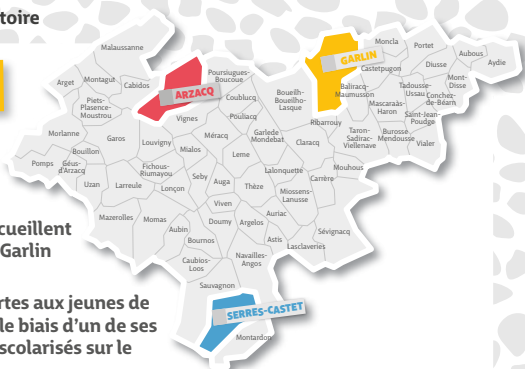 toire
Malaussanne
Arget
Montagut
Cabidos
Poursiugues-
Boucoue
ARZACQ
Piets-
Plasence-
Moustrou
Coublucq
Boueilh-
Boueilho-
Lasque
GARLIN
Moncla
Portet
Castetpugon
Diusse
Aubous
Aydie
Baliracq-
Maumusson
Tadousse-
Ussau
Mont-
Disse
Conchez-
de-Béarn
Mascaraàs-
Haron
Saint-Jean-
Poudge
Vignes
Pouliacq
Ribarrouy
Taron-
Sadirac-
Viellenave
Burosse
Mendousse
Vialer
Morlanne
Garos
Louvigny
Méracq
Garlede
Mondebat
Claracq
Bouillon
Mialos
Leme
Pomps
Géus-
d'Arzacq
Fichous-
Riumayou
Seby
Auga
Lalonquette
Mouhous
Carrère
Uzan
Larreule
Lonçon
Thèze
Miossens-
Lanusse
Viven
Mazerolles
Momas
Auriac
Doumy
Argelos
Sévignacq
Aubin
Bournos
Astis
Lasclaveries
Caubios-
Loos
Navailles-
Angos
Sauvagnon
SERRES-CASTET
Montardon
cueillent
Garlin
rtes aux jeunes de
le biais d'un de ses
scolarisés sur le